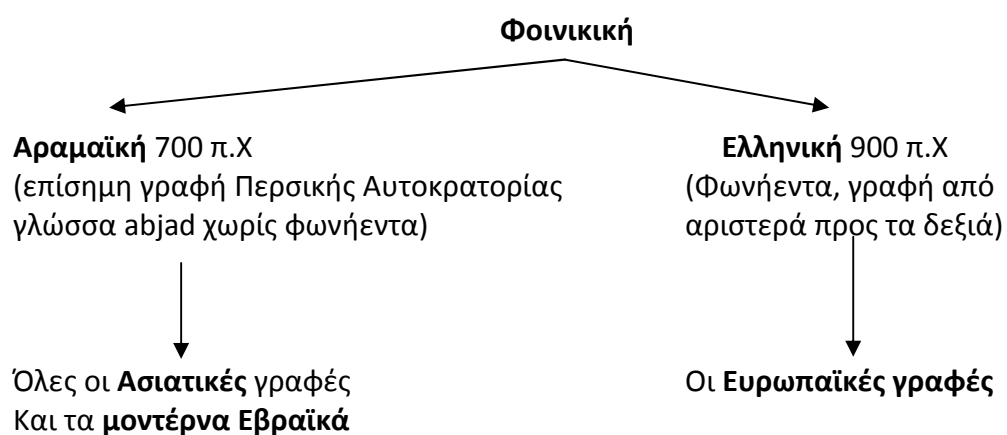 Φοινικική
Αραμαϊκή 700 π.Χ
(επίσημη γραφή Περσικής Αυτοκρατορίας
γλώσσα abjad χωρίς φωνήεντα)
Ελληνική 900 π.Χ
(Φωνήεντα, γραφή από
αριστερά προς τα δεξιά)
Όλες οι Ασιατικές γραφές
Και τα μοντέρνα Εβραϊκά
Οι Ευρωπαϊκές γραφές